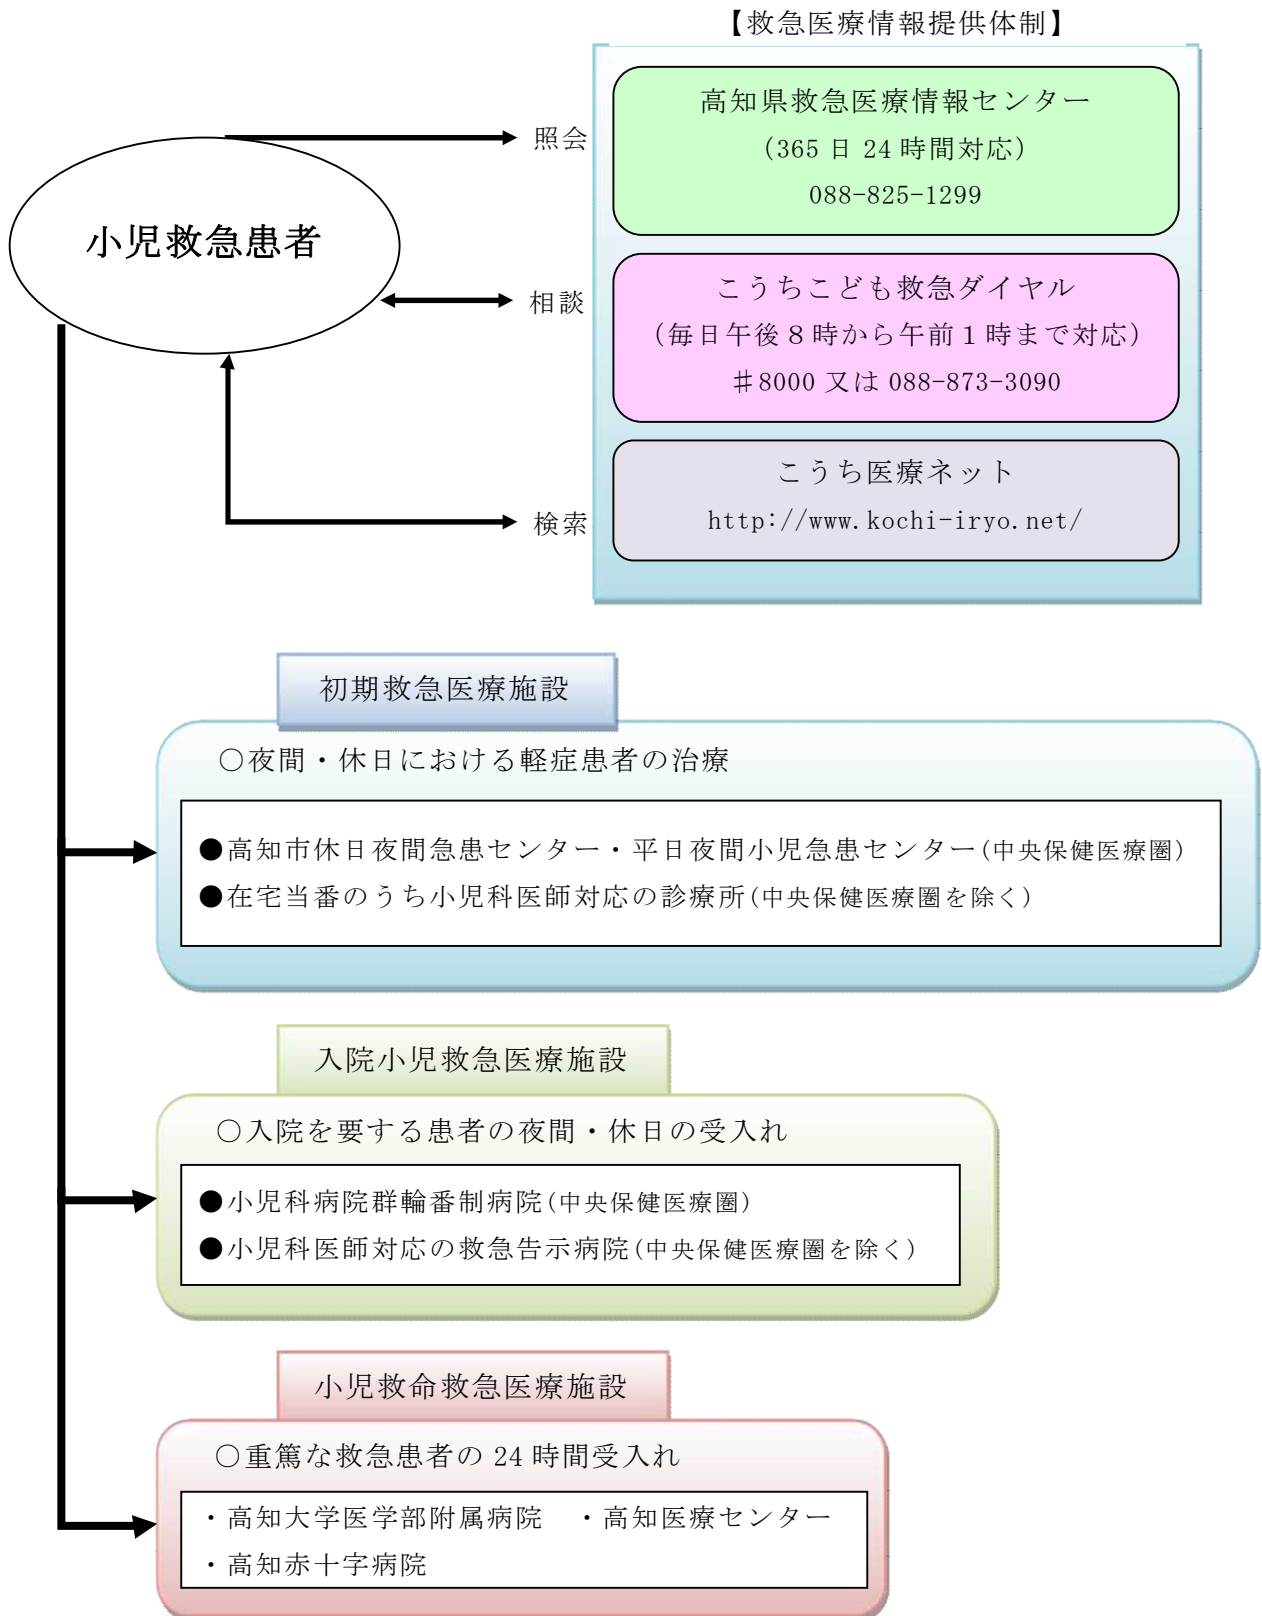 【救急医療情報提供体制】
高知県救急医療情報センター
(365 日 24 時間対応)
088-825-1299
照会
小児救急患者
こうちこども救急ダイヤル
(毎日午後８時から午前１時まで対応)
＃8000 又は 088-873-3090
相談
こうち医療ネット
http://www.kochi-iryo.net/
検索
初期救急医療施設
○夜間・休日における軽症患者の治療
●高知市休日夜間急患センター・平日夜間小児急患センター(中央保健医療圏)
●在宅当番のうち小児科医師対応の診療所(中央保健医療圏を除く)
入院小児救急医療施設
○入院を要する患者の夜間・休日の受入れ
●小児科病院群輪番制病院(中央保健医療圏)
●小児科医師対応の救急告示病院(中央保健医療圏を除く)
小児救命救急医療施設
○重篤な救急患者の 24 時間受入れ
・高知大学医学部附属病院　・高知医療センター
・高知赤十字病院